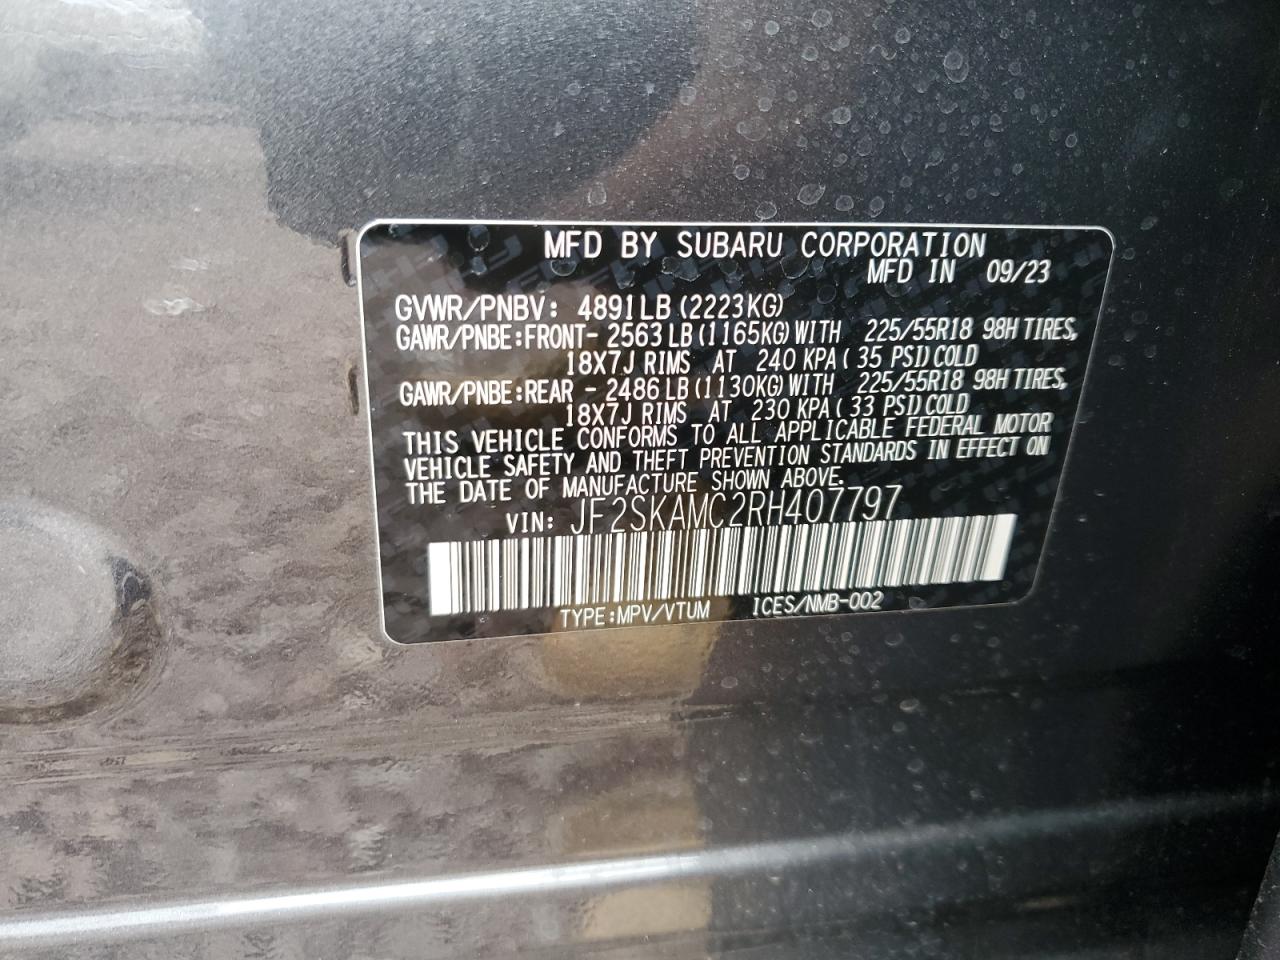 MFD BY SUBARU CORPORATION
MFD IN 09/23
GVWR/PNBV: 4891LB (2223KG)
GAWR/PNBE:FRONT- 2563 LB (1165KG) WITH 225/55R18 98H TIRES,
18X7J RIMS AT 240 KPA ( 35 PSI) COLD
GAWR/PNBE:REAR - 2486 LB (1130KG) WITH 225/55R18 98H TIRES,
18X7J RIMS AT 230 KPA ( 33 PSI) COLD
THIS VEHICLE CONFORMS TO ALL APPLICABLE FEDERAL MOTOR
VEHICLE SAFETY AND THEFT PREVENTION STANDARDS IN EFFECT ON
THE DATE OF MANUFACTURE SHOWN ABOVE.
VIN: JF2SKAMC2RH407797
TYPE:MPV/VTUM ICES/NMB-002